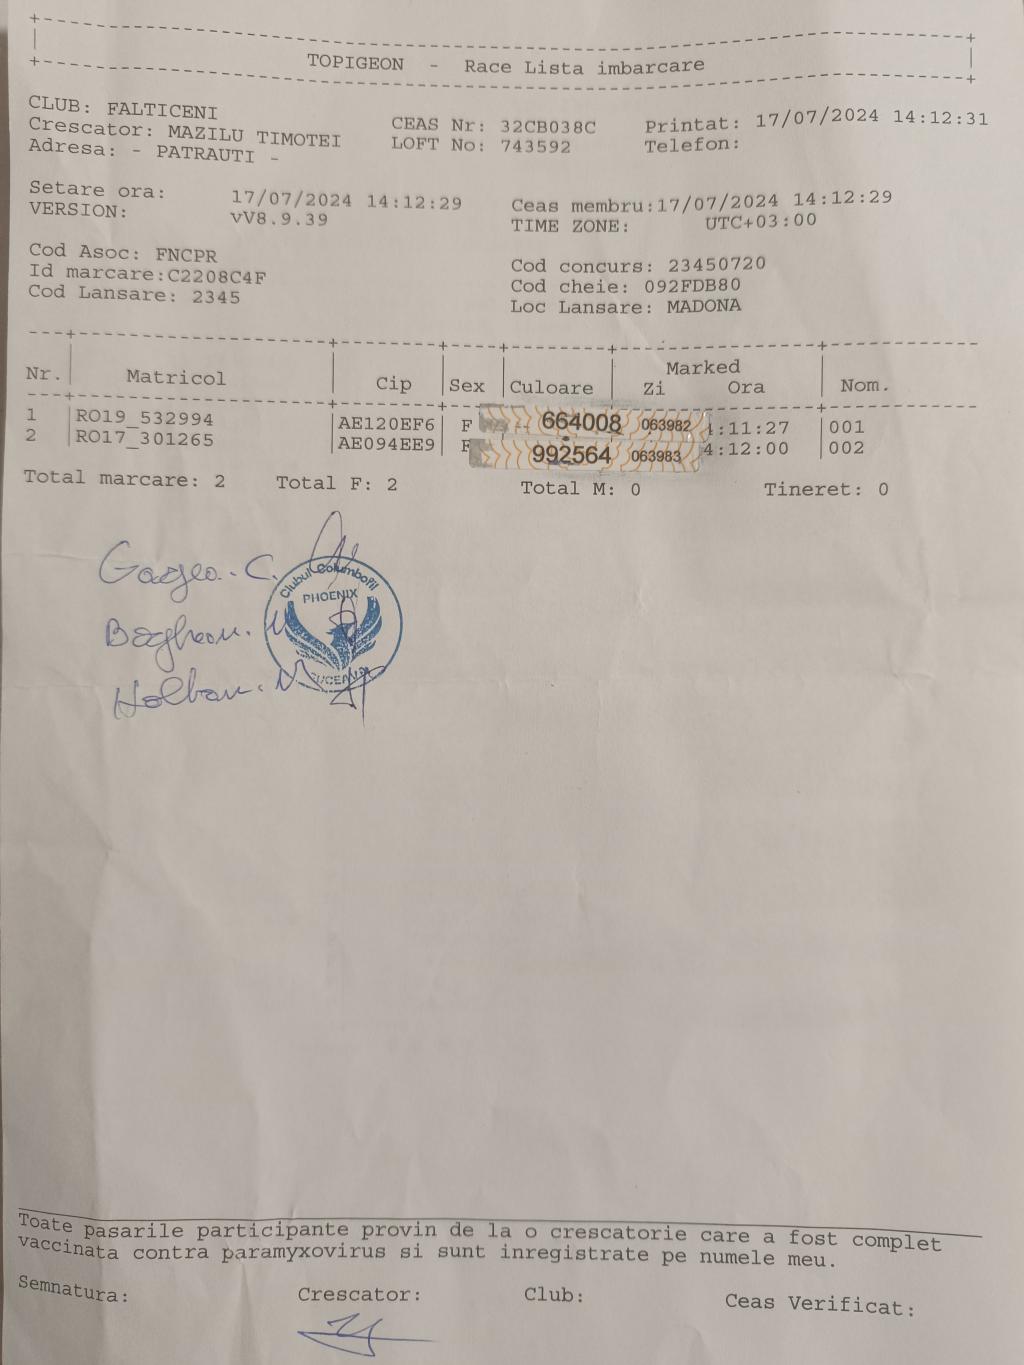 TOPIGEON - Race Lista imbarcare
CLUB: FALTICENI
Crescator: MAZILU TIMOTEI
Adresa: - PATRAUTI -
CEAS Nr: 32CB038C
LOFT No: 743592
Printat: 17/07/2024 14:12:31
Telefon:
Setare ora: 17/07/2024 14:12:29
VERSION: vV8.9.39
Ceas membru:17/07/2024 14:12:29
TIME ZONE: UTC+03:00
Cod Asoc: FNCPR
Id marcare:C2208C4F
Cod Lansare: 2345
Cod concurs: 23450720
Cod cheie: 092FDB80
Loc Lansare: MADONA
Marked
Nr. Matricol Cip Sex Culoare Zi Ora Nom.
1 RO19_532994 AE120EF6 F 664008 063982 :11:27 001
2 RO17_301265 AE094EE9 F 992564 063983 4:12:00 002
Total marcare: 2 Total F: 2 Total M: 0 Tineret: 0
Clubul Columbofil
PHOENIX
SUCEAVA
Holban. M
Toate pasarile participante provin de la o crescatorie care a fost complet
vaccinata contra paramyxovirus si sunt inregistrate pe numele meu.
Semnatura: Crescator: Club: Ceas Verificat: